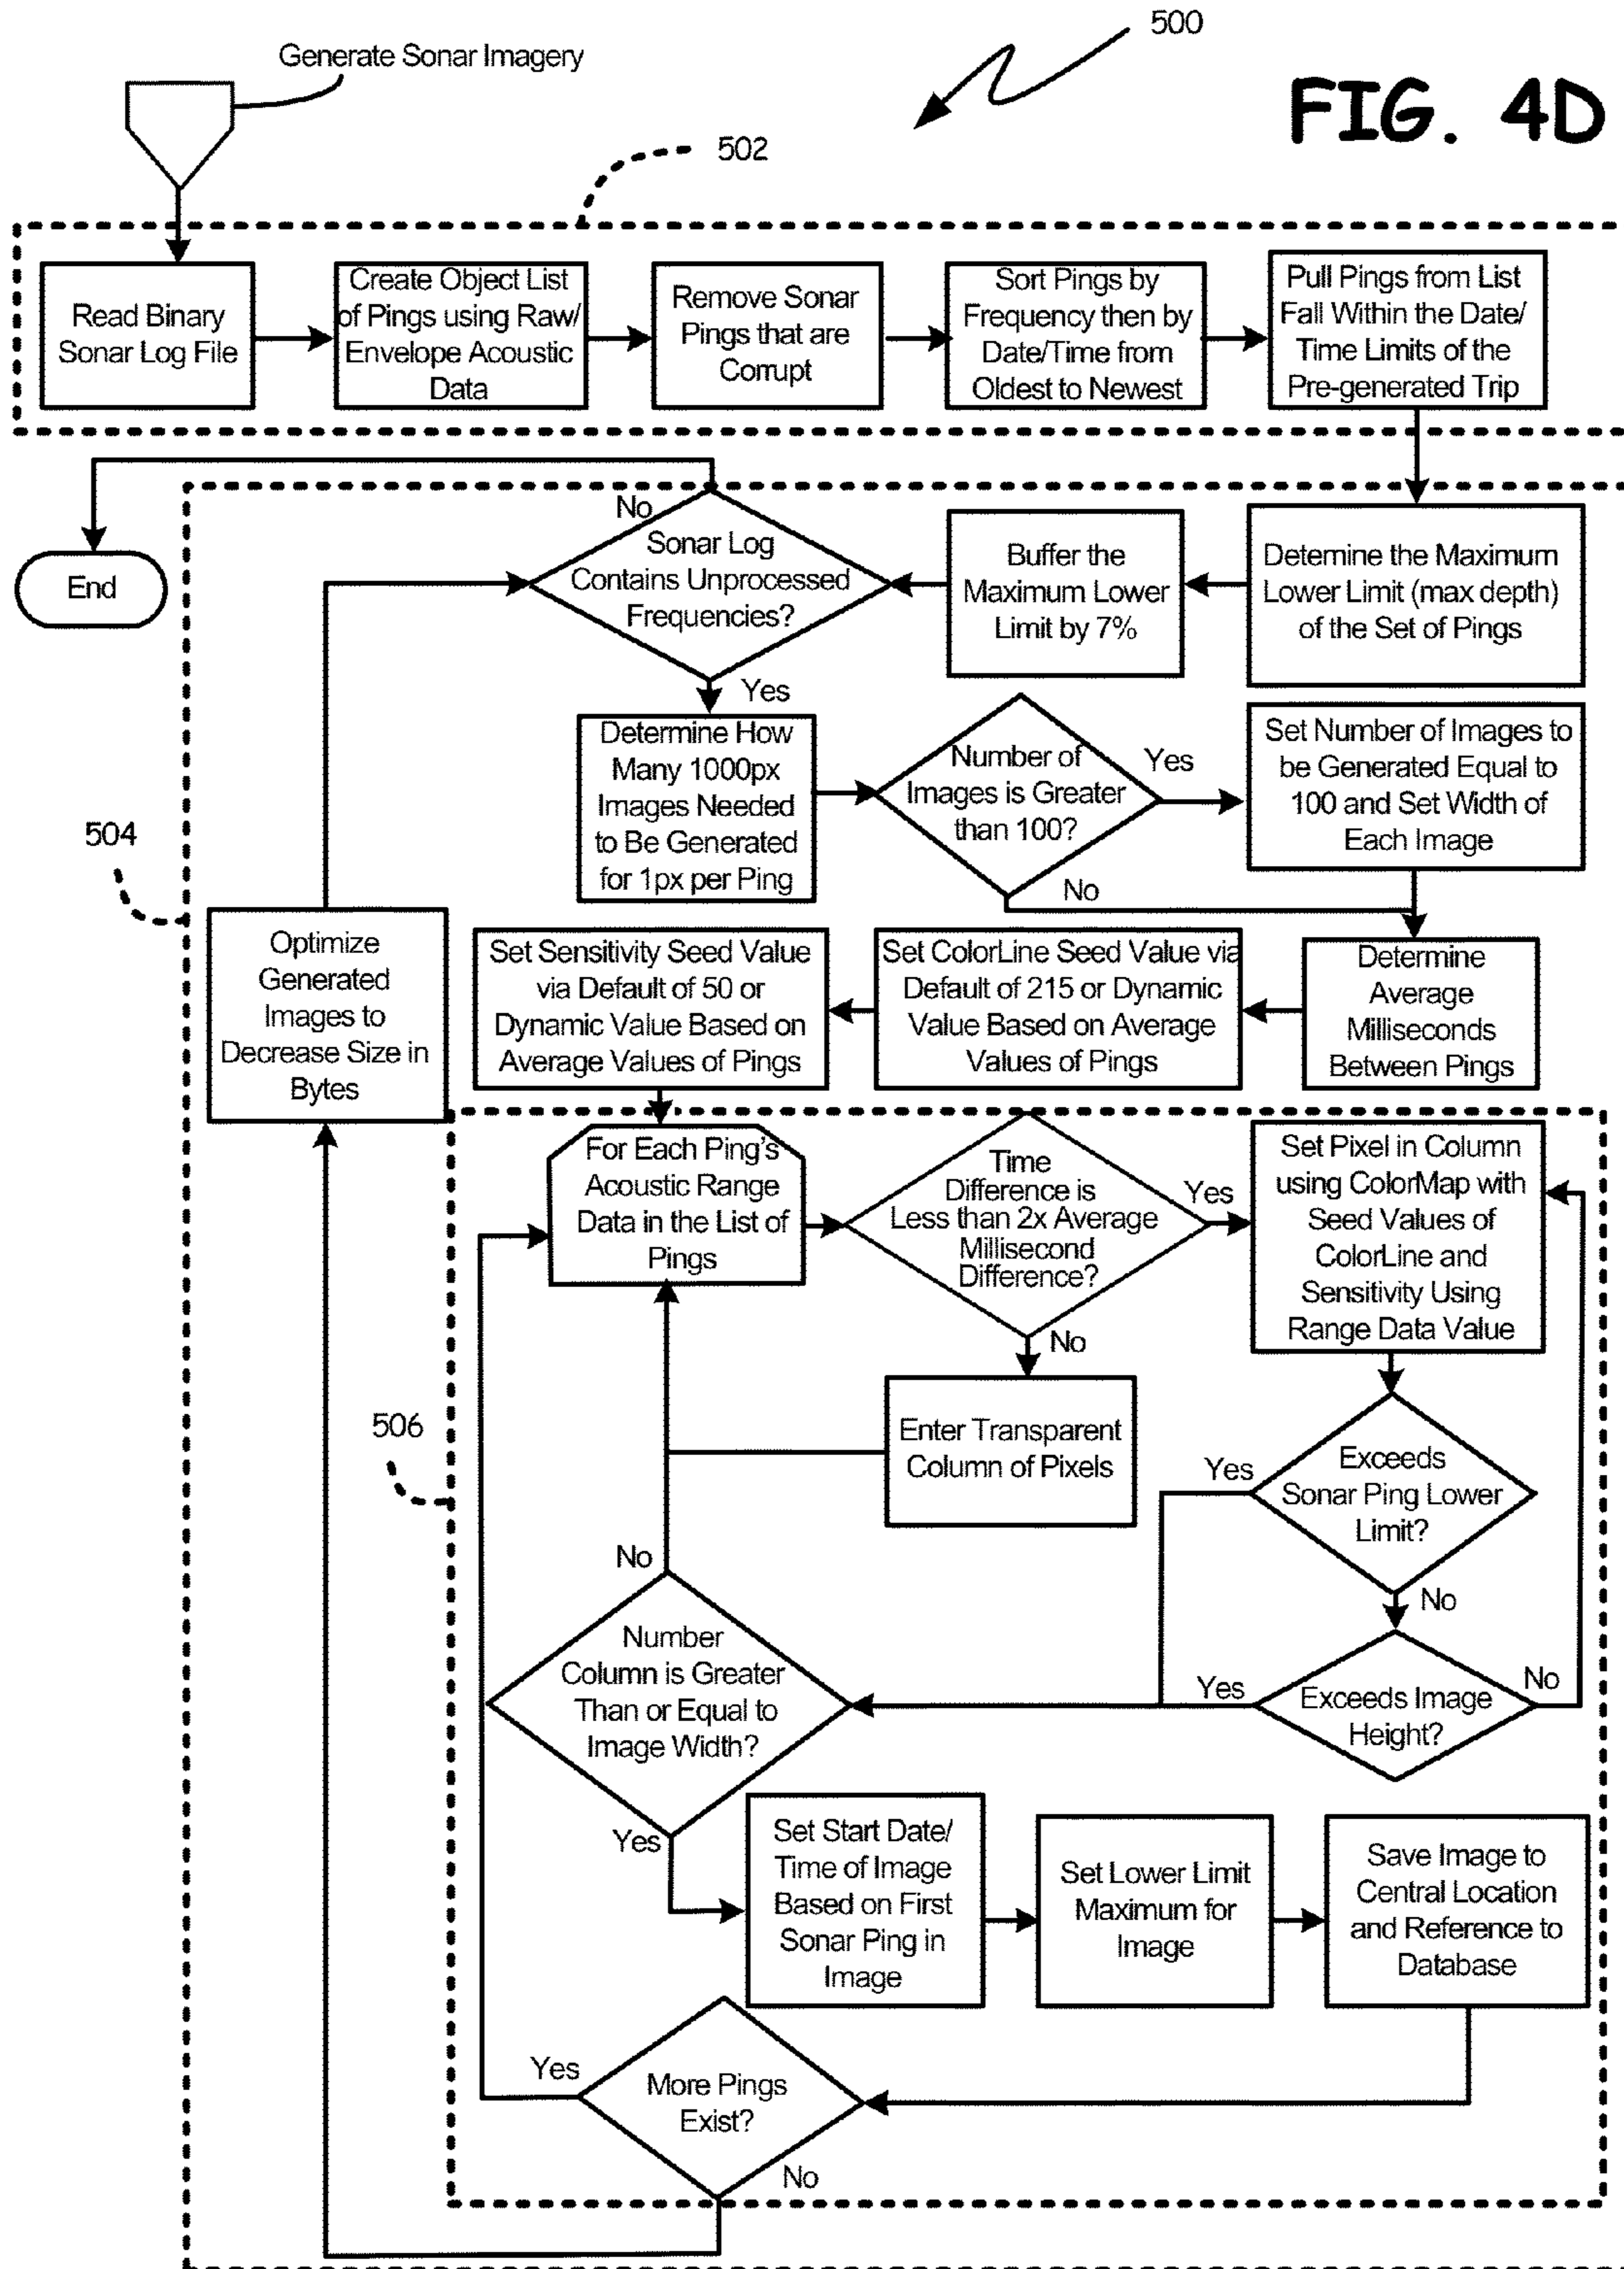 500
Generate Sonar Imagery
FIG. 4D
502
Read Binary
Sonar Log File
Create Object List
of Pings using Raw/
Envelope Acoustic
Data
Remove Sonar
Pings that are
Corrupt
Sort Pings by
Frequency then by
Date/Time from
Oldest to Newest
Pull Pings from List
Fall Within the Date/
Time Limits of the
Pre-generated Trip
No
Sonar Log
Contains Unprocessed
Frequencies?
Buffer the
Maximum Lower
Limit by 7%
Detemine the Maximum
Lower Limit (max depth)
of the Set of Pings
End
Yes
Determine How
Many 1000px
Images Needed
to Be Generated
for 1px per Ping
Number of
Images is Greater
than 100?
Yes
No
Set Number of Images to
be Generated Equal to
100 and Set Width of
Each Image
504
Optimize
Generated
Images to
Decrease Size in
Bytes
Set Sensitivity Seed Value
via Default of 50 or
Dynamic Value Based on
Average Values of Pings
Set ColorLine Seed Value via
Default of 215 or Dynamic
Value Based on Average
Values of Pings
Determine
Average
Milliseconds
Between Pings
For Each Ping's
Acoustic Range
Data in the List of
Pings
Time
Difference is
Less than 2x Average
Millisecond
Difference?
Yes
No
Set Pixel in Column
using ColorMap with
Seed Values of
ColorLine and
Sensitivity Using
Range Data Value
506
Enter Transparent
Column of Pixels
Yes
Exceeds
Sonar Ping Lower
Limit?
No
No
Number
Column is Greater
Than or Equal to
Image Width?
Yes
Yes
Exceeds Image
Height?
No
Set Start Date/
Time of Image
Based on First
Sonar Ping in
Image
Set Lower Limit
Maximum for
Image
Save Image to
Central Location
and Reference to
Database
Yes
More Pings
Exist?
No